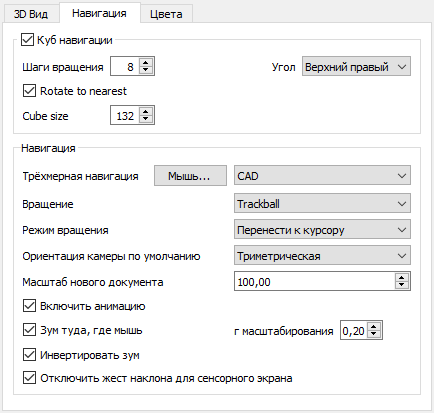 3D Вид Навигация Цвета
Куб навигации
Шаги вращения 8 Угол Верхний правый
Rotate to nearest
Cube size 132
Навигация
Трёхмерная навигация Мышь... CAD
Вращение Trackball
Режим вращения Перенести к курсору
Ориентация камеры по умолчанию Триметрическая
Масштаб нового документа 100,00
Включить анимацию
Зум туда, где мышь г масштабирования 0,20
Инвертировать зум
Отключить жест наклона для сенсорного экрана